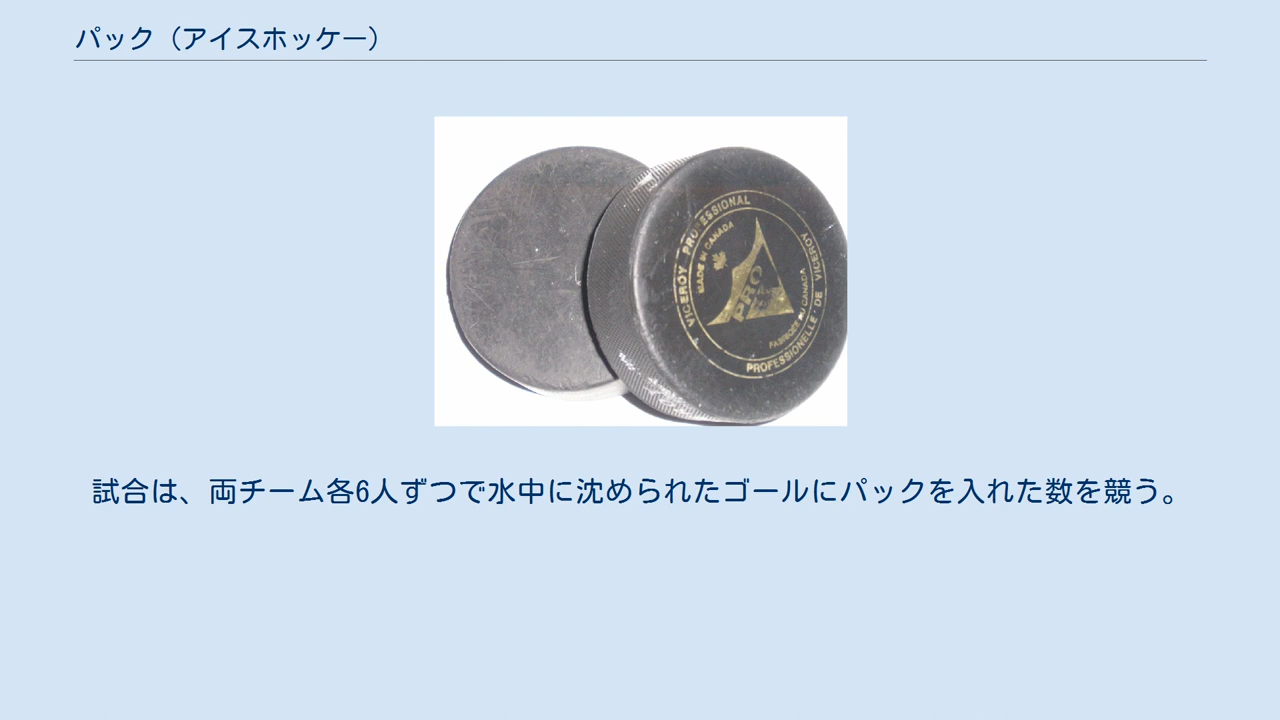 パック（アイスホッケー）
VICEROY PROFESSIONAL
MADE IN CANADA
PRO
FABRIQÉE AU CANADA
PROFESSIONELLE DE VICEROY
試合は、両チーム各6人ずつで水中に沈められたゴールにパックを入れた数を競う。